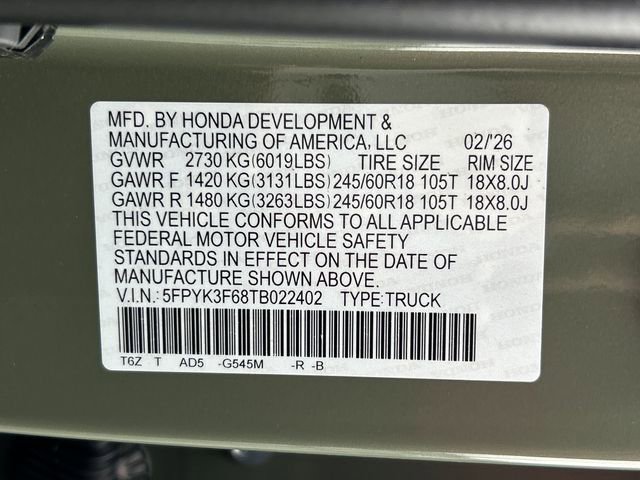 MFD. BY HONDA DEVELOPMENT &
MANUFACTURING OF AMERICA, LLC 02/'26
GVWR 2730 KG(6019LBS) TIRE SIZE RIM SIZE
GAWR F 1420 KG(3131LBS) 245/60R18 105T 18X8.0J
GAWR R 1480 KG(3263LBS) 245/60R18 105T 18X8.0J
THIS VEHICLE CONFORMS TO ALL APPLICABLE
FEDERAL MOTOR VEHICLE SAFETY
STANDARDS IN EFFECT ON THE DATE OF
MANUFACTURE SHOWN ABOVE.
V.I.N.: 5FPYK3F68TB022402 TYPE:TRUCK
T6Z T AD5 -G545M -R -B